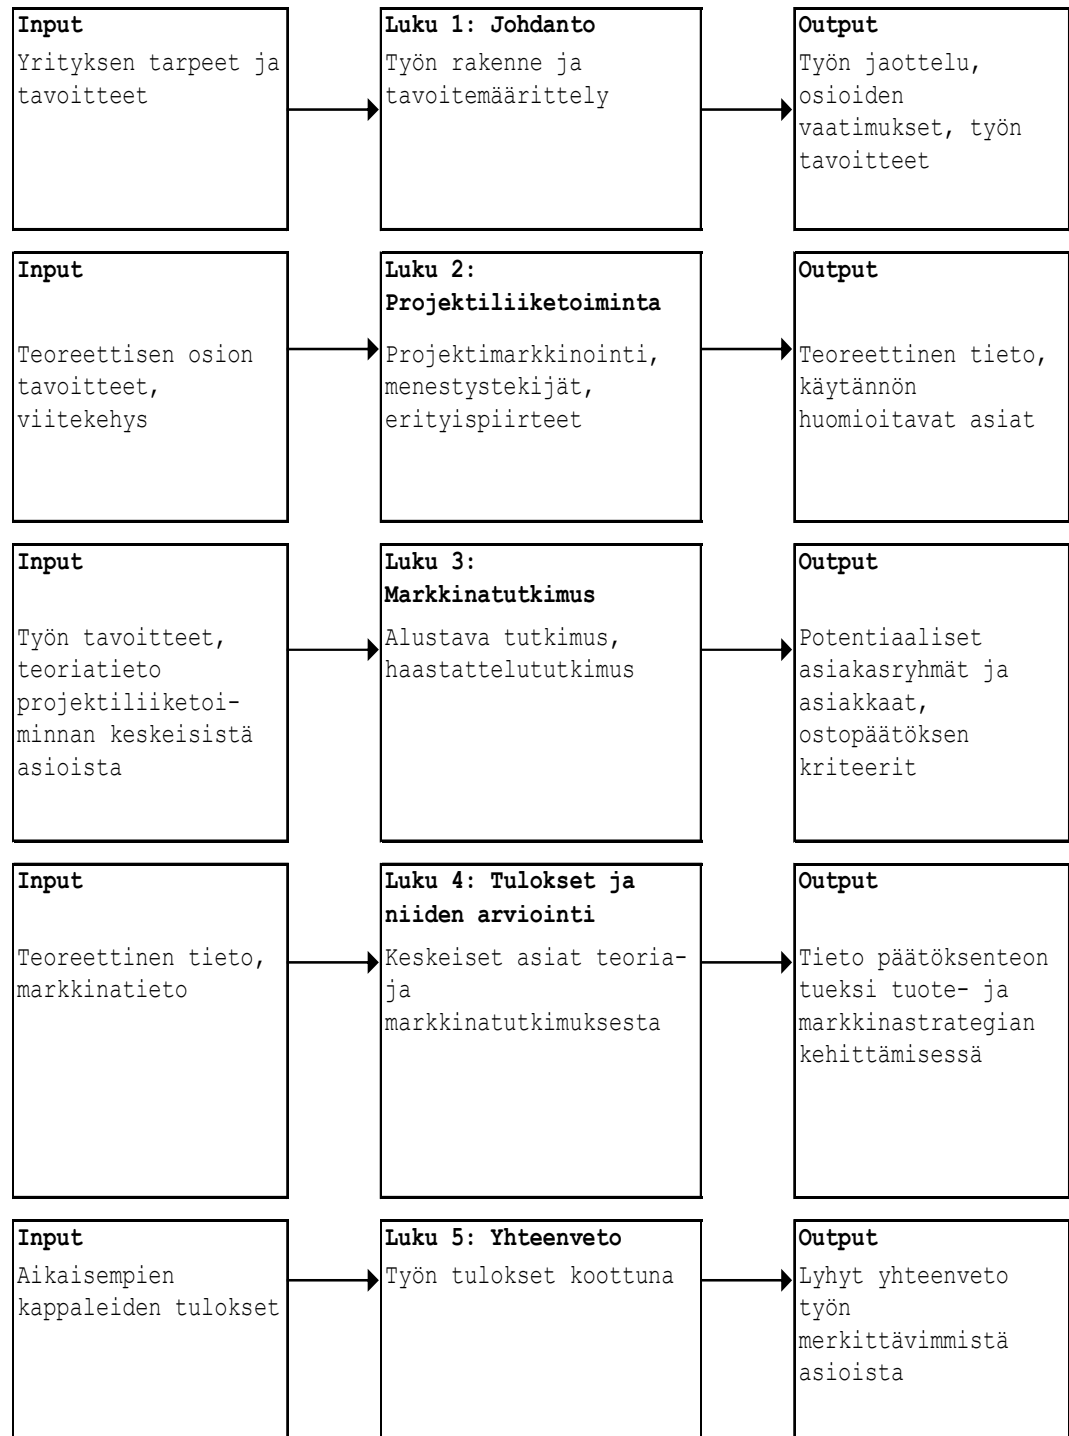 Input
Yrityksen tarpeet ja
tavoitteet
Luku 1: Johdanto
Työn rakenne ja
tavoitemäärittely
Output
Työn jaottelu,
osioiden
vaatimukset, työn
tavoitteet
Input
Teoreettisen osion
tavoitteet,
viitekehys
Luku 2:
Projektiliiketoiminta
Projektimarkkinointi,
menestystekijät,
erityispiirteet
Output
Teoreettinen tieto,
käytännön
huomioitavat asiat
Input
Työn tavoitteet,
teoriatieto
projektiliiketoi-
minnan keskeisistä
asioista
Luku 3:
Markkinatutkimus
Alustava tutkimus,
haastattelututkimus
Output
Potentiaaliset
asiakasryhmät ja
asiakkaat,
ostopäätöksen
kriteerit
Input
Teoreettinen tieto,
markkinatieto
Luku 4: Tulokset ja
niiden arviointi
Keskeiset asiat teoria-
ja
markkinatutkimuksesta
Output
Tieto päätöksenteon
tueksi tuote- ja
markkinastrategian
kehittämisessä
Input
Aikaisempien
kappaleiden tulokset
Luku 5: Yhteenveto
Työn tulokset koottuna
Output
Lyhyt yhteenveto
työn
merkittävimmistä
asioista